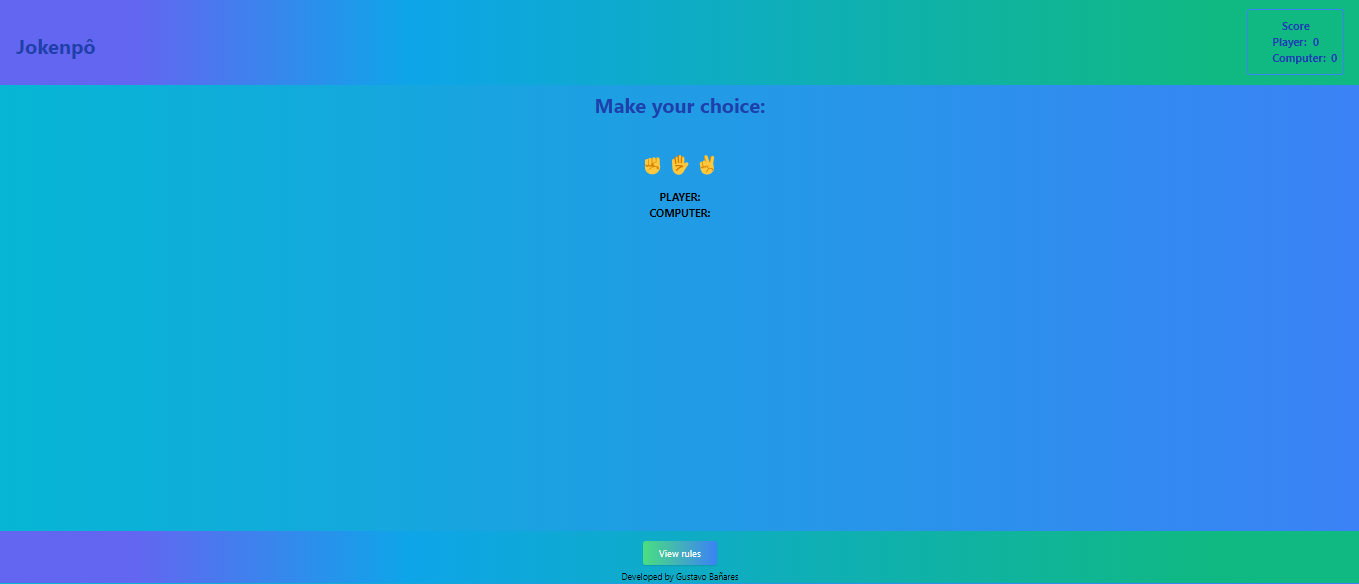 Jokenpô
Score
Player: 0
Computer: 0
Make your choice:
PLAYER:
COMPUTER:
View rules
Developed by Gustavo Bañares